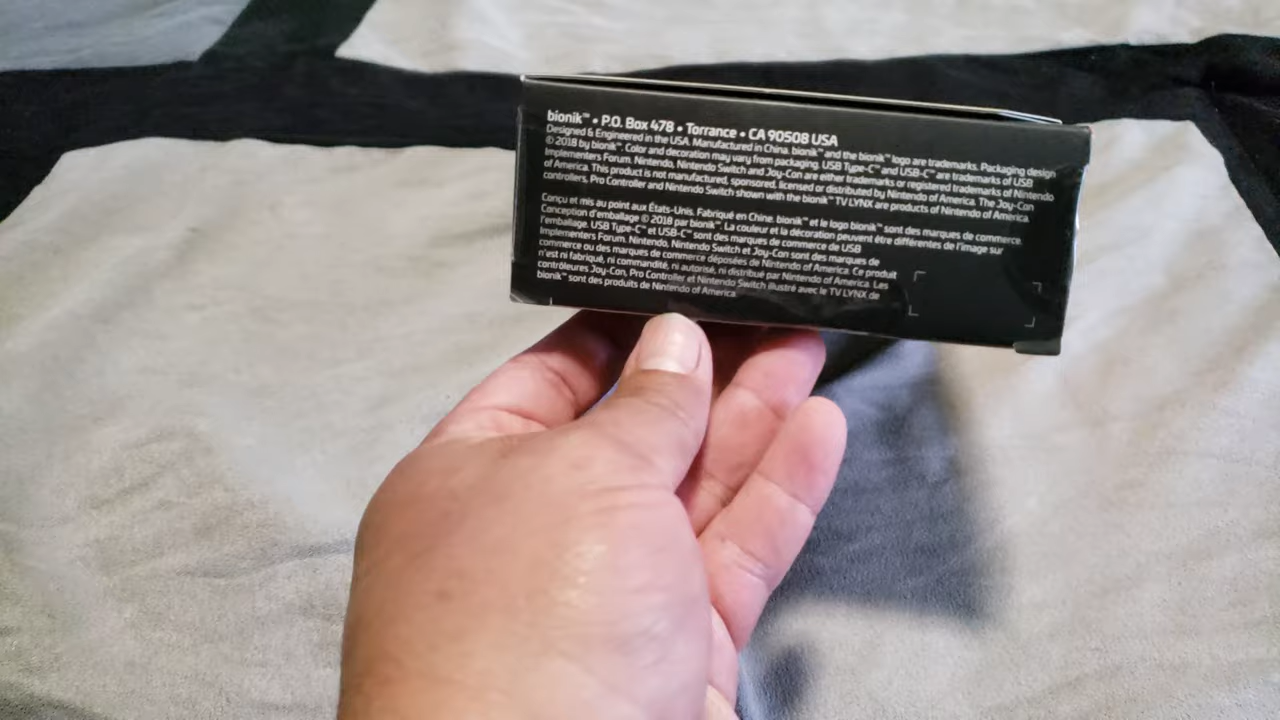 bionik™ • P.O. Box 478 • Torrance • CA 90508 USA
Designed & Engineered in the USA. Manufactured in China. bionik™ and the bionik™ logo are trademarks. Packaging design
© 2018 by bionik™. Color and decoration may vary from packaging. USB Type-C™ and USB-C™ are trademarks of USB
Implementers Forum. Nintendo, Nintendo Switch and Joy-Con are either trademarks or registered trademarks of Nintendo
of America. This product is not manufactured, sponsored, licensed or distributed by Nintendo of America. The Joy-Con
controllers, Pro Controller and Nintendo Switch shown with the bionik™ TV LYNX are products of Nintendo of America.
Conçu et mis au point aux États-Unis. Fabriqué en Chine. bionik™ et le logo bionik™ sont des marques de commerce.
Conception d'emballage © 2018 par bionik™. La couleur et la décoration peuvent être différentes de l'image sur
l'emballage. USB Type-C™ et USB-C™ sont des marques de commerce de USB
Implementers Forum. Nintendo, Nintendo Switch et Joy-Con sont des marques de
commerce ou des marques de commerce déposées de Nintendo of America. Ce produit
n'est ni fabriqué, ni commandité, ni autorisé, ni distribué par Nintendo of America. Les
contrôleurs Joy-Con, Pro Controller et Nintendo Switch illustré avec le TV LYNX de
bionik™ sont des produits de Nintendo of America.